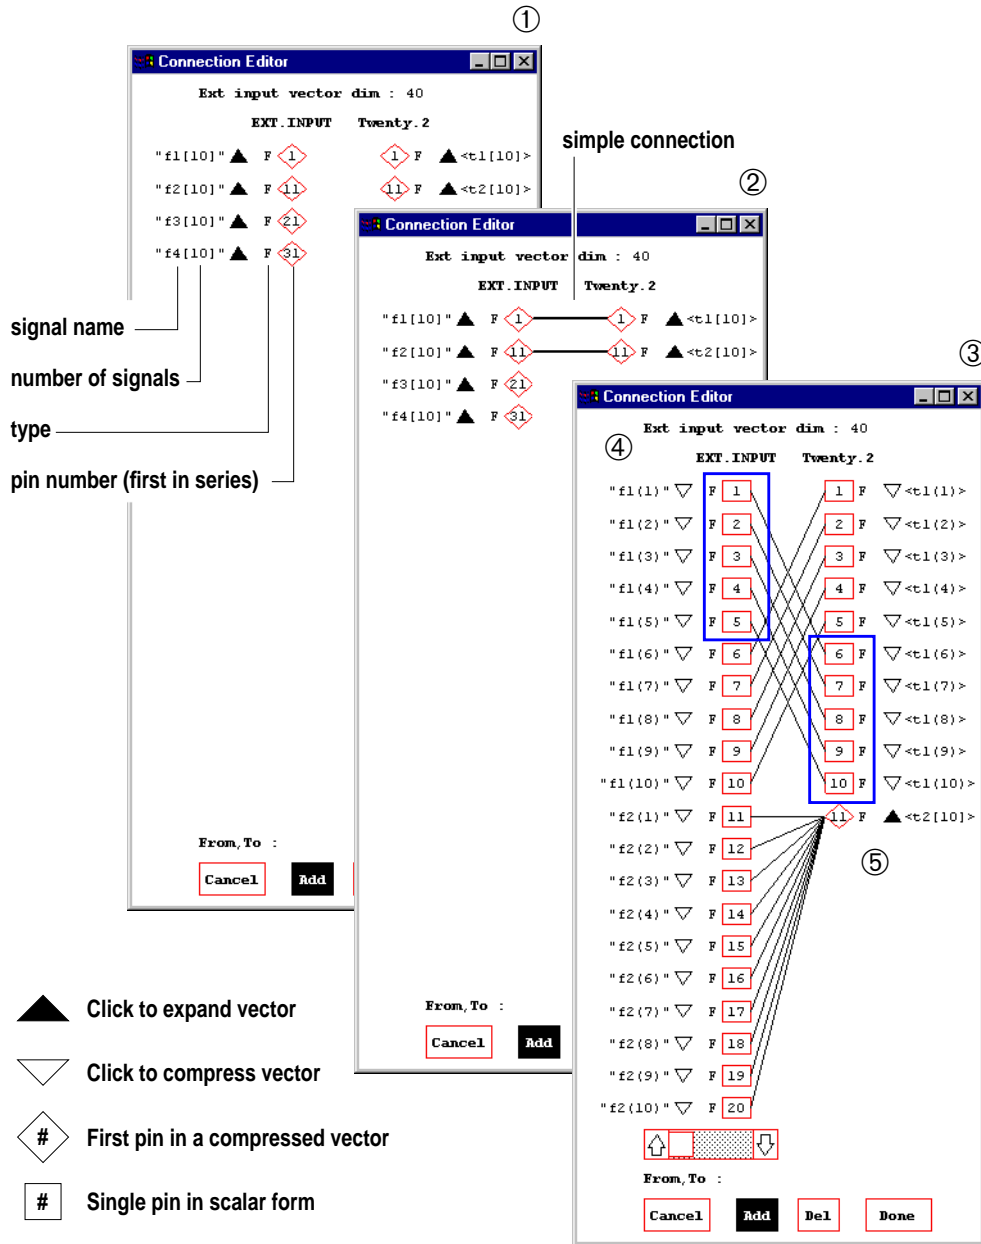 ①
Connection Editor
Ext input vector dim : 40
EXT.INPUT Twenty.2
"f1[10]" F 1 1 F <t1[10]>
"f2[10]" F 11 11 F <t2[10]>
"f3[10]" F 21
"f4[10]" F 31
From,To :
Cancel Add
signal name
number of signals
type
pin number (first in series)
simple connection
②
Connection Editor
Ext input vector dim : 40
EXT.INPUT Twenty.2
"f1[10]" F 1 1 F <t1[10]>
"f2[10]" F 11 11 F <t2[10]>
"f3[10]" F 21
"f4[10]" F 31
From,To :
Cancel Add
③
Connection Editor
Ext input vector dim : 40
④
EXT.INPUT Twenty.2
"f1(1)" F 1 1 F <t1(1)>
"f1(2)" F 2 2 F <t1(2)>
"f1(3)" F 3 3 F <t1(3)>
"f1(4)" F 4 4 F <t1(4)>
"f1(5)" F 5 5 F <t1(5)>
"f1(6)" F 6 6 F <t1(6)>
"f1(7)" F 7 7 F <t1(7)>
"f1(8)" F 8 8 F <t1(8)>
"f1(9)" F 9 9 F <t1(9)>
"f1(10)" F 10 10 F <t1(10)>
"f2(1)" F 11 11 F <t2[10]>
"f2(2)" F 12
⑤
"f2(3)" F 13
"f2(4)" F 14
"f2(5)" F 15
"f2(6)" F 16
"f2(7)" F 17
"f2(8)" F 18
"f2(9)" F 19
"f2(10)" F 20
From,To :
Cancel Add Del Done
Click to expand vector
Click to compress vector
# First pin in a compressed vector
# Single pin in scalar form